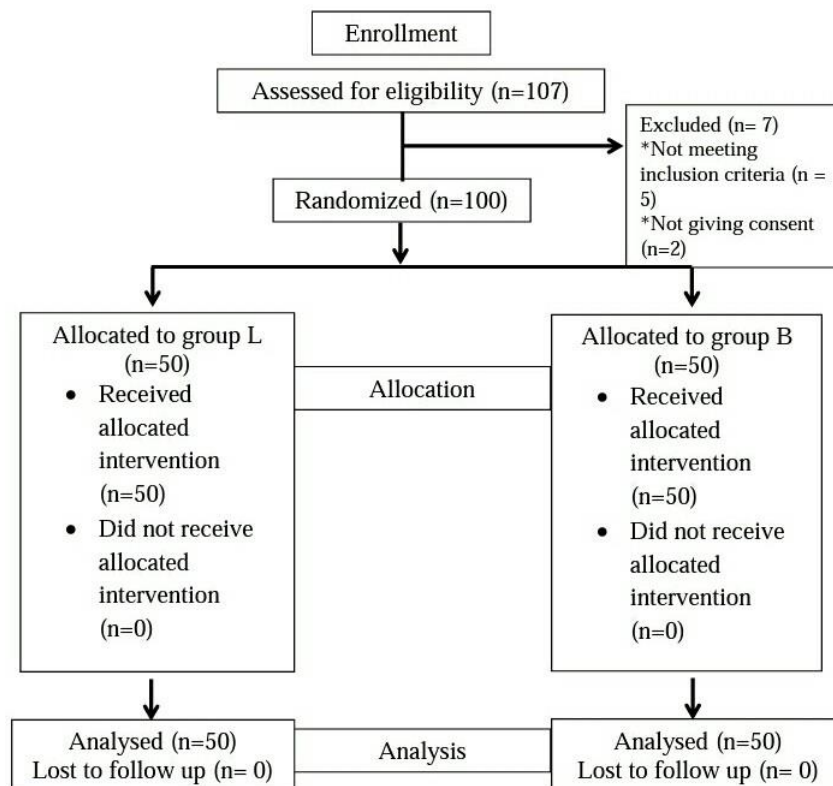 Enrollment
Assessed for eligibility (n=107)
Excluded (n= 7)
*Not meeting
inclusion criteria (n =
5)
*Not giving consent
(n=2)
Randomized (n=100)
Allocated to group L
(n=50)
• Received
allocated
intervention
(n=50)
• Did not receive
allocated
intervention
(n=0)
Allocation
Allocated to group B
(n=50)
• Received
allocated
intervention
(n=50)
• Did not receive
allocated
intervention
(n=0)
Analysed (n=50)
Lost to follow up (n= 0)
Analysis
Analysed (n=50)
Lost to follow up (n= 0)